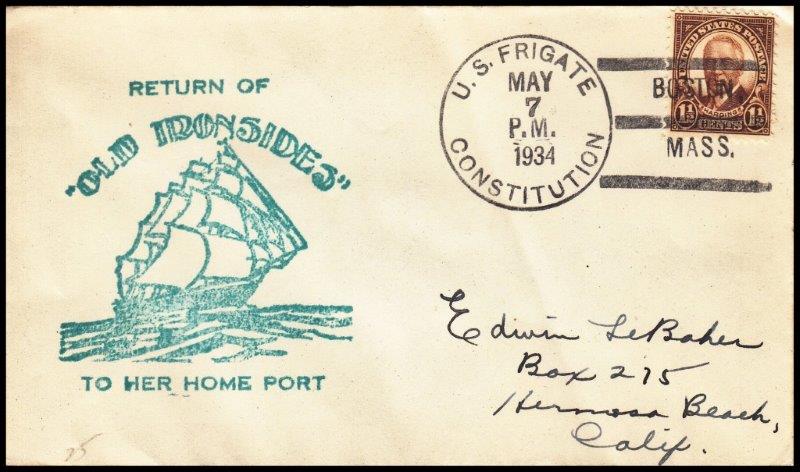 RETURN OF
"OLD IRONSIDES"
TO HER HOME PORT
U.S. FRIGATE
MAY
7
P.M.
1934
CONSTITUTION
BOSTON,
MASS.
UNITED STATES POSTAGE
HARDING
1½ CENTS 1½
Edwin LeBaker
Box 275
Hermosa Beach,
Calif.
25